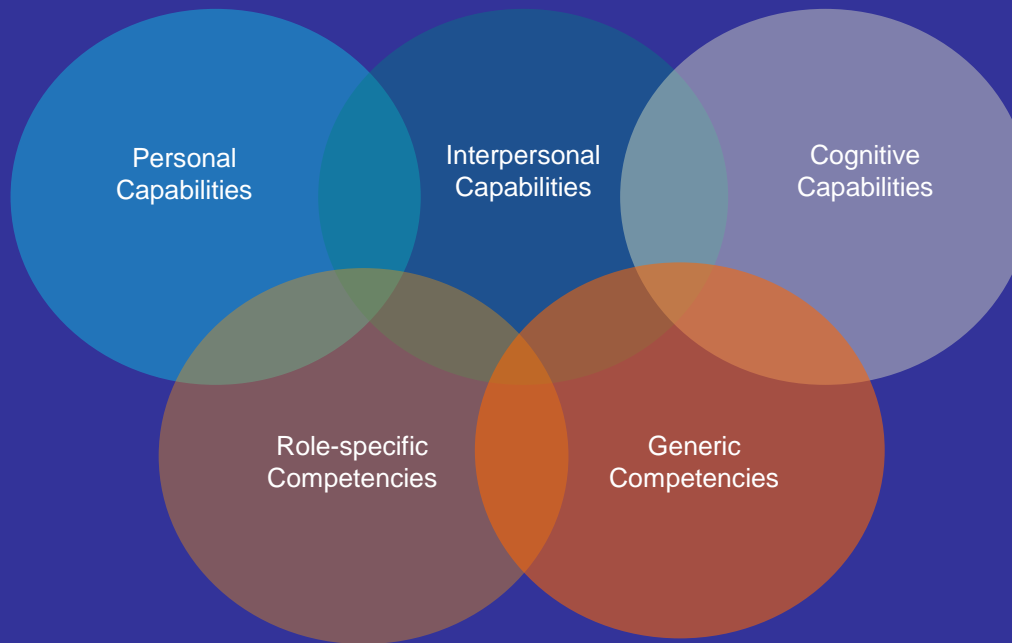 Personal
Capabilities
Interpersonal
Capabilities
Cognitive
Capabilities
Role-specific
Competencies
Generic
Competencies